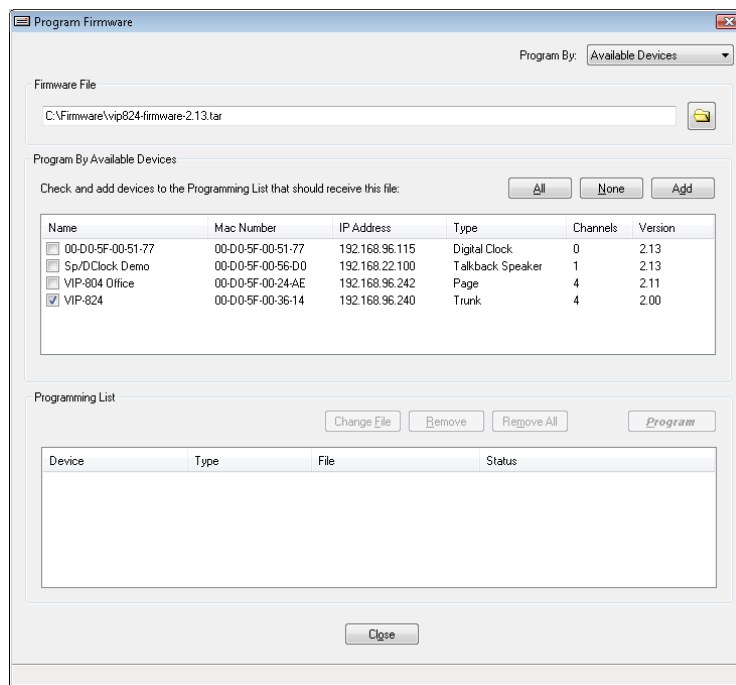 Program Firmware
Program By: Available Devices
Firmware File
C:\Firmware\vip824-firmware-2.13.tar
Program By Available Devices
Check and add devices to the Programming List that should receive this file: All None Add
Name Mac Number IP Address Type Channels Version
00-D0-5F-00-51-77 00-D0-5F-00-51-77 192.168.96.115 Digital Clock 0 2.13
Sp/DClock Demo 00-D0-5F-00-56-D0 192.168.22.100 Talkback Speaker 1 2.13
VIP-804 Office 00-D0-5F-00-24-AE 192.168.96.242 Page 4 2.11
VIP-824 00-D0-5F-00-36-14 192.168.96.240 Trunk 4 2.00
Programming List
Change File Remove Remove All Program
Device Type File Status
Close